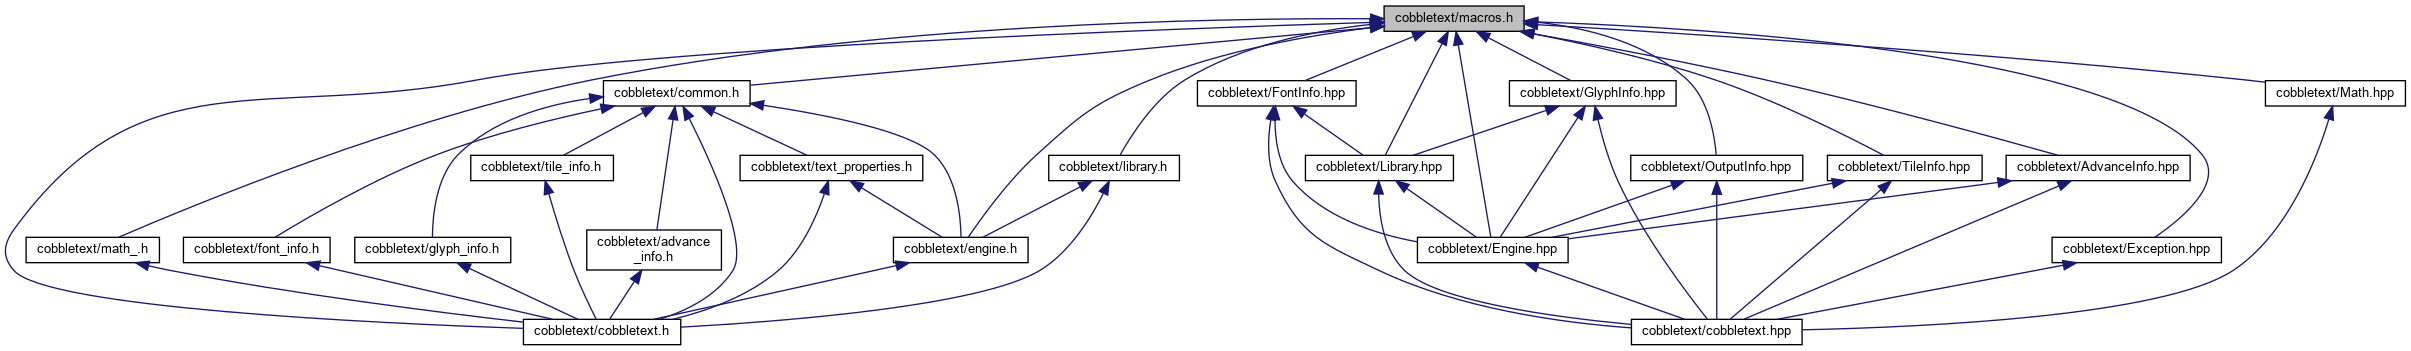 cobbletext/macros.h
cobbletext/common.h
cobbletext/FontInfo.hpp
cobbletext/GlyphInfo.hpp
cobbletext/Math.hpp
cobbletext/tile_info.h
cobbletext/text_properties.h
cobbletext/library.h
cobbletext/Library.hpp
cobbletext/OutputInfo.hpp
cobbletext/TileInfo.hpp
cobbletext/AdvanceInfo.hpp
cobbletext/math_.h
cobbletext/font_info.h
cobbletext/glyph_info.h
cobbletext/advance
_info.h
cobbletext/engine.h
cobbletext/Engine.hpp
cobbletext/Exception.hpp
cobbletext/cobbletext.h
cobbletext/cobbletext.hpp